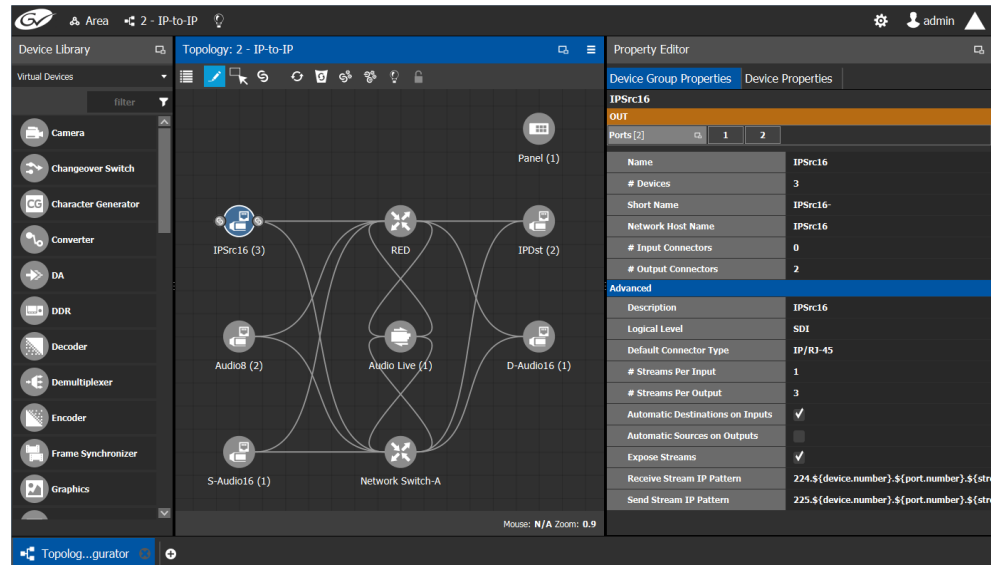 GV Area 2 - IP-to-IP admin
Device Library
Virtual Devices
filter
Camera
Changeover Switch
CG Character Generator
Converter
DA
DDR
Decoder
Demultiplexer
Encoder
Frame Synchronizer
Graphics
Topology: 2 - IP-to-IP
Panel (1)
IPSrc16 (3)
RED
IPDst (2)
Audio8 (2)
Audio Live (1)
D-Audio16 (1)
S-Audio16 (1)
Network Switch-A
Mouse: N/A Zoom: 0.9
Property Editor
Device Group Properties Device Properties
IPSrc16
OUT
Ports [2] 1 2
Name IPSrc16
# Devices 3
Short Name IPSrc16-
Network Host Name IPSrc16
# Input Connectors 0
# Output Connectors 2
Advanced
Description IPSrc16
Logical Level SDI
Default Connector Type IP/RJ-45
# Streams Per Input 1
# Streams Per Output 3
Automatic Destinations on Inputs
Automatic Sources on Outputs
Expose Streams
Receive Stream IP Pattern 224.${device.number}.${port.number}.${stre
Send Stream IP Pattern 225.${device.number}.${port.number}.${stre
Topolog...gurator